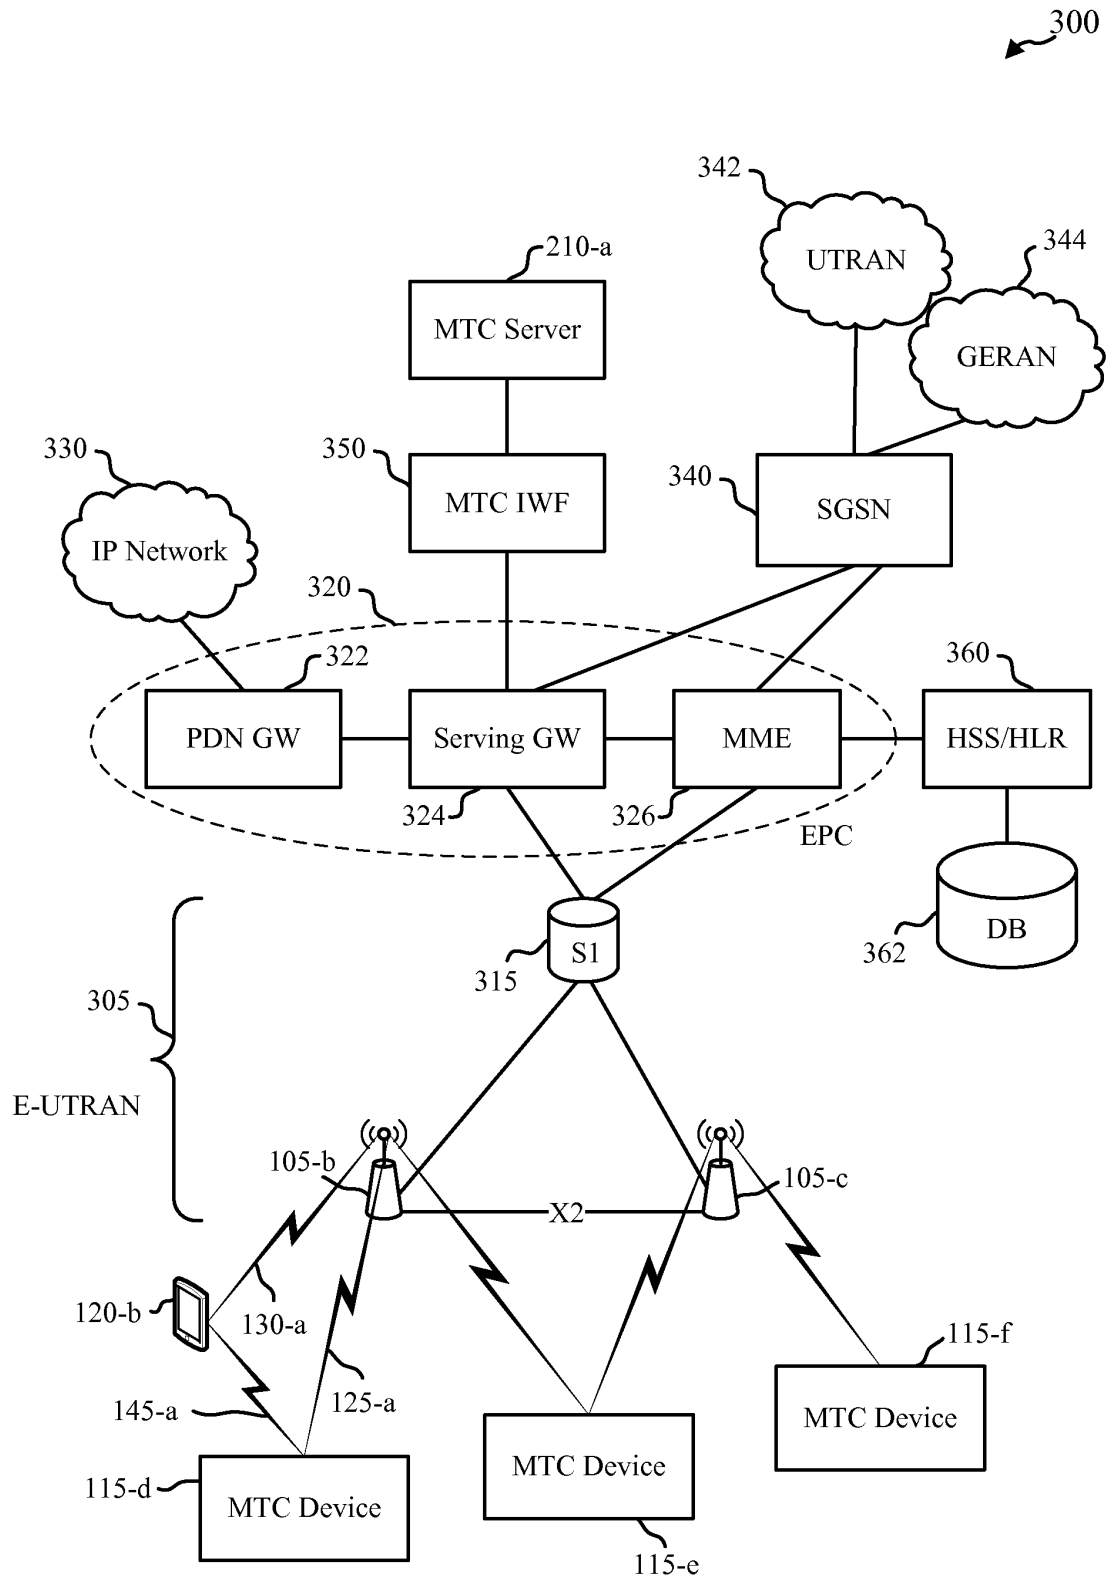 300
342
UTRAN
344
GERAN
210-a
MTC Server
330
IP Network
350
MTC IWF
340
SGSN
320
322
PDN GW
Serving GW
324
MME
326
360
HSS/HLR
EPC
DB
362
S1
315
305
E-UTRAN
105-b
105-c
X2
120-b
130-a
125-a
145-a
115-d
MTC Device
MTC Device
115-e
115-f
MTC Device